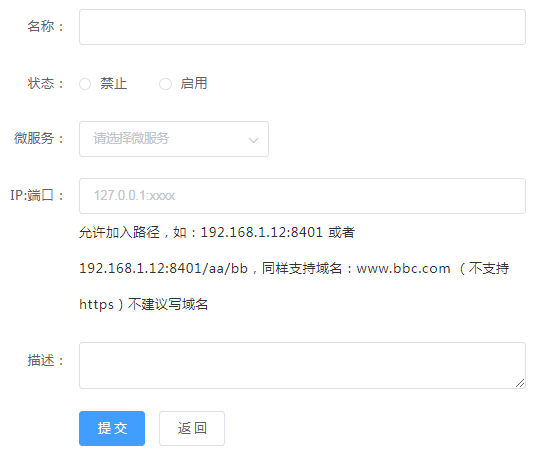 名称：
状态： 禁止 启用
微服务： 请选择微服务
IP:端口： 127.0.0.1:xxxx
允许加入路径，如：192.168.1.12:8401 或者
192.168.1.12:8401/aa/bb，同样支持域名；www.bbc.com （不支持
https）不建议写域名
描述：
提交 返回